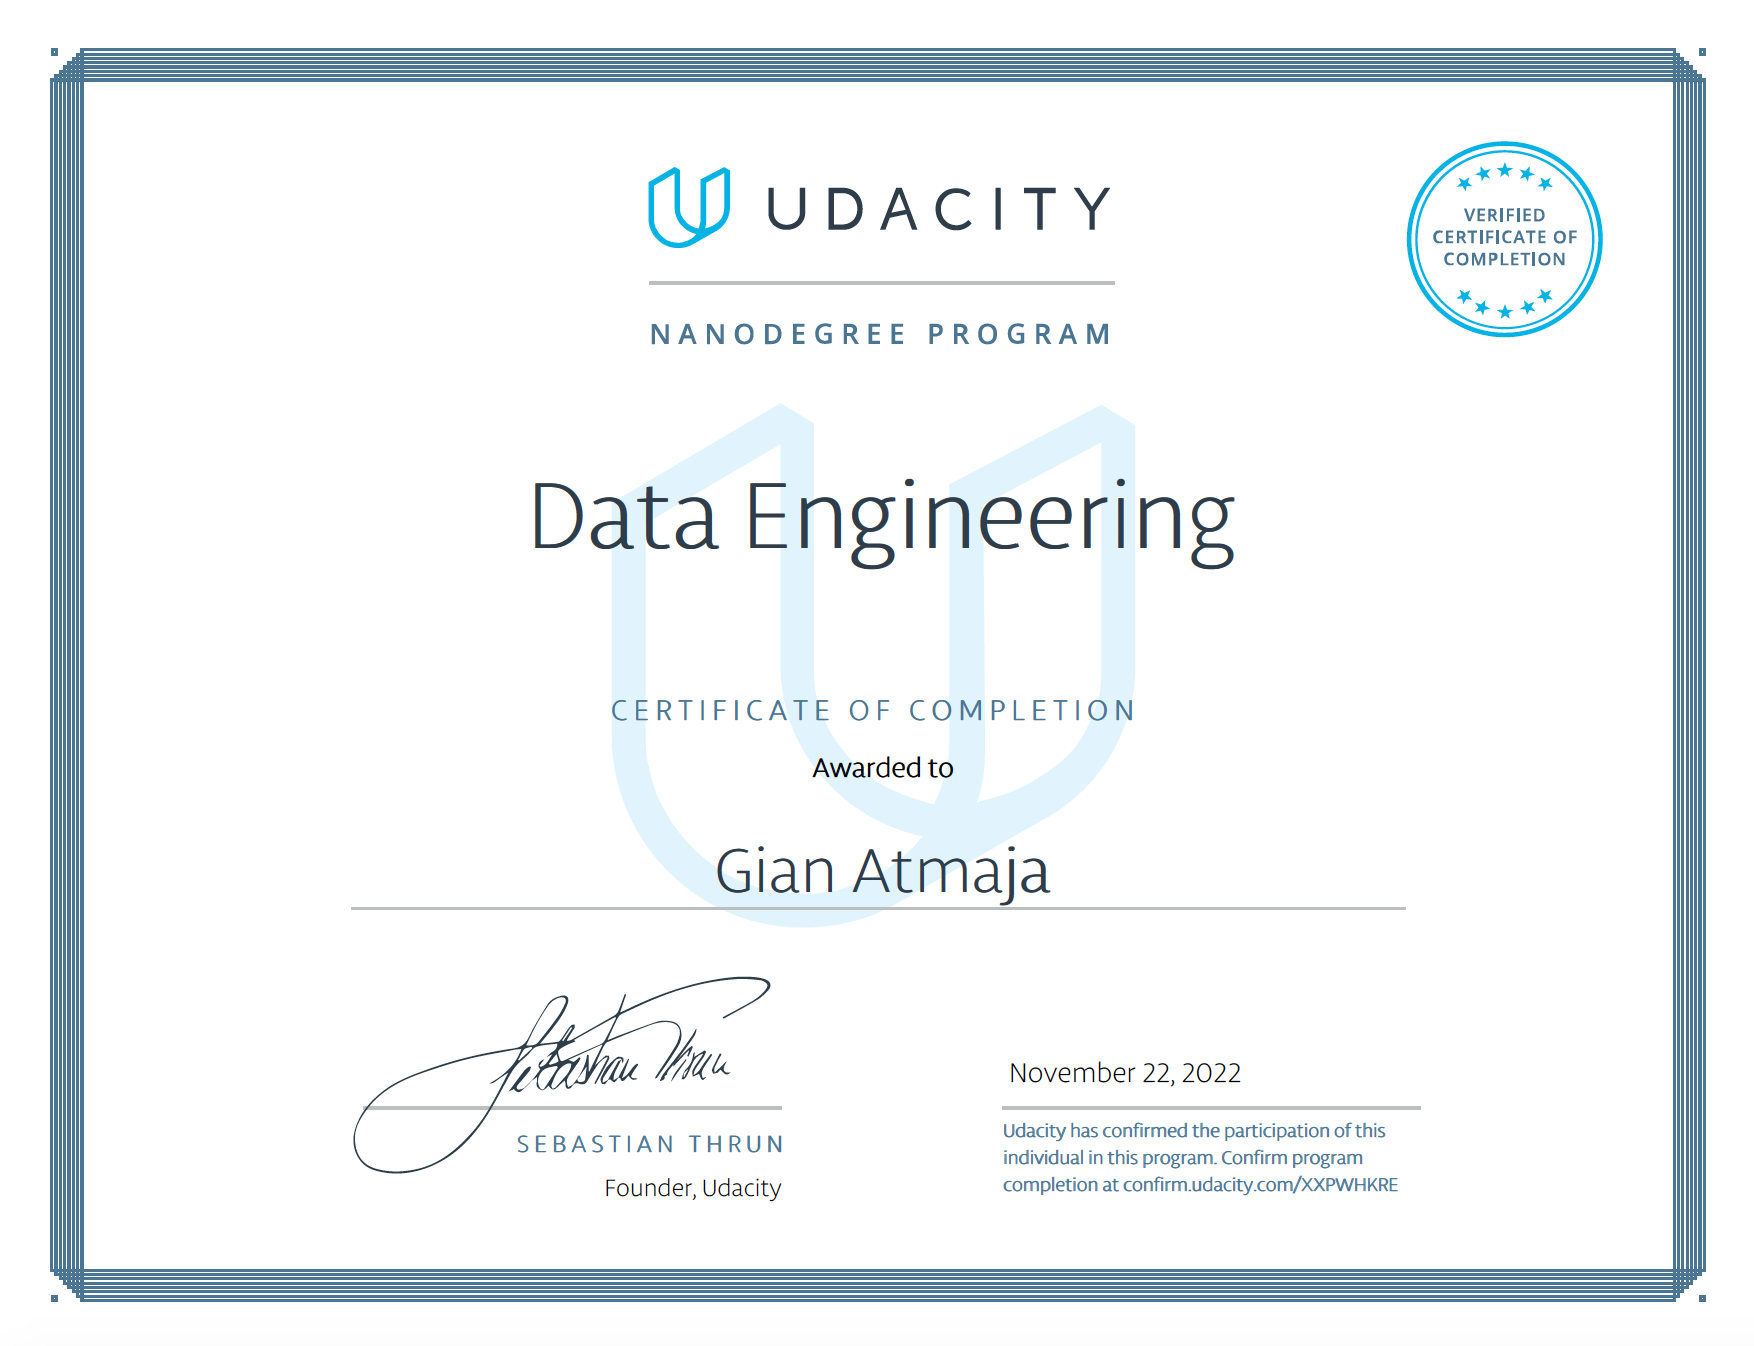 UDACITY
VERIFIED
CERTIFICATE OF
COMPLETION
NANODEGREE PROGRAM
Data Engineering
CERTIFICATE OF COMPLETION
Awarded to
Gian Atmaja
Sebastian Thrun
SEBASTIAN THRUN
Founder, Udacity
November 22, 2022
Udacity has confirmed the participation of this
individual in this program. Confirm program
completion at confirm.udacity.com/XXPWHKRE